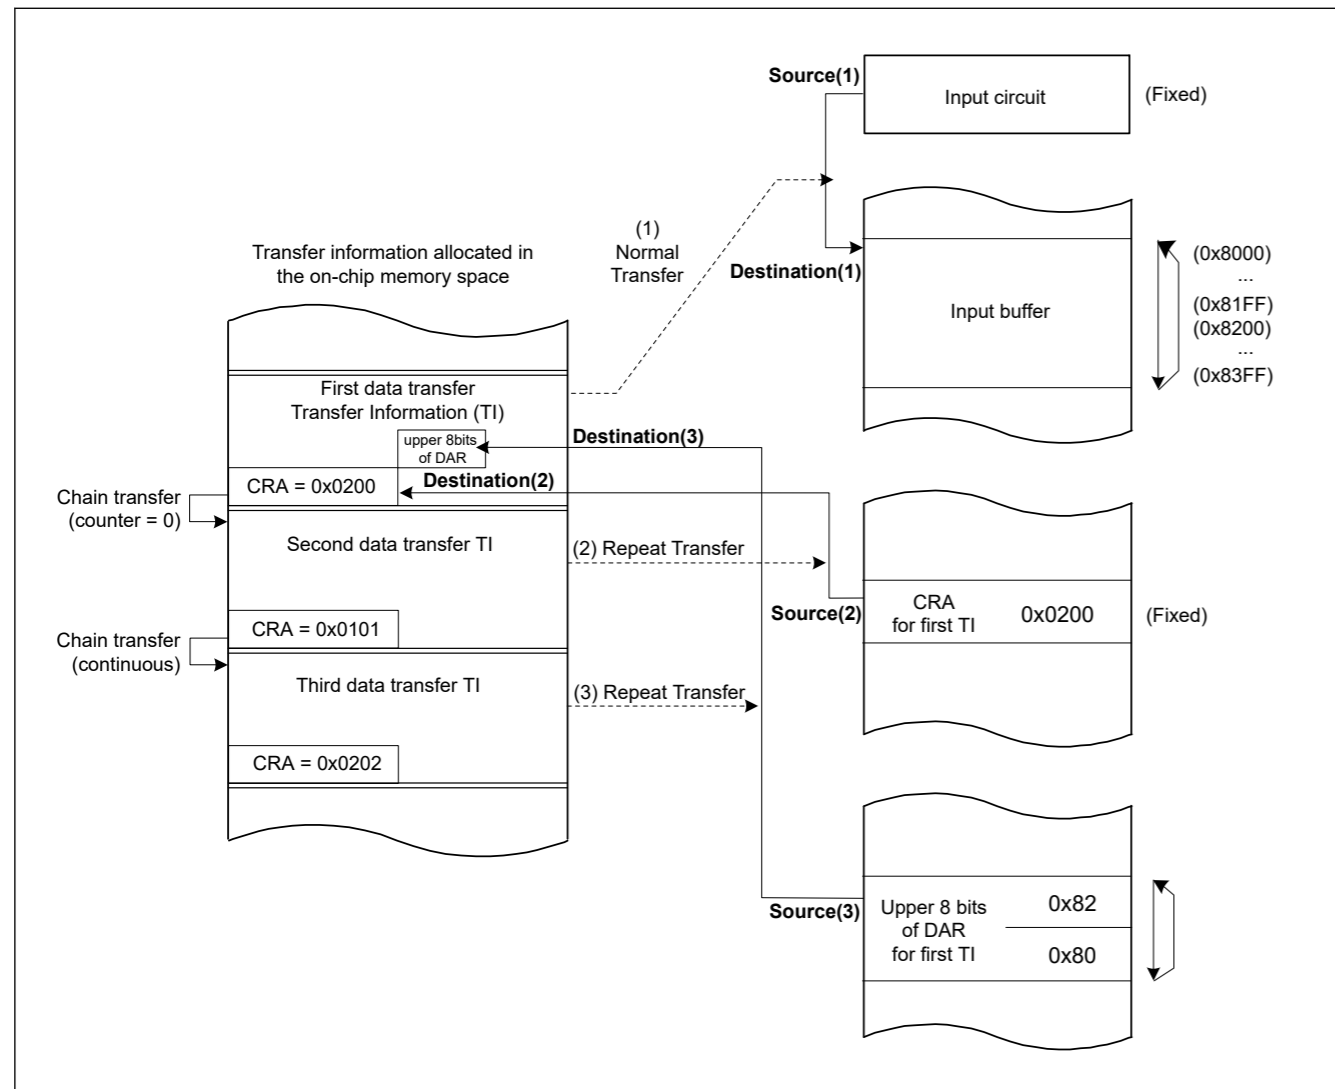 Source(1)
Input circuit
(Fixed)
(1)
Normal
Transfer
Transfer information allocated in
the on-chip memory space
Destination(1)
Input buffer
(0x8000)
...
(0x81FF)
(0x8200)
...
(0x83FF)
First data transfer
Transfer Information (TI)
upper 8bits
of DAR
Destination(3)
CRA = 0x0200
Destination(2)
Chain transfer
(counter = 0)
Second data transfer TI
(2) Repeat Transfer
Source(2)
CRA
for first TI
0x0200
(Fixed)
CRA = 0x0101
Chain transfer
(continuous)
Third data transfer TI
(3) Repeat Transfer
CRA = 0x0202
Source(3)
Upper 8 bits
of DAR
for first TI
0x82
0x80